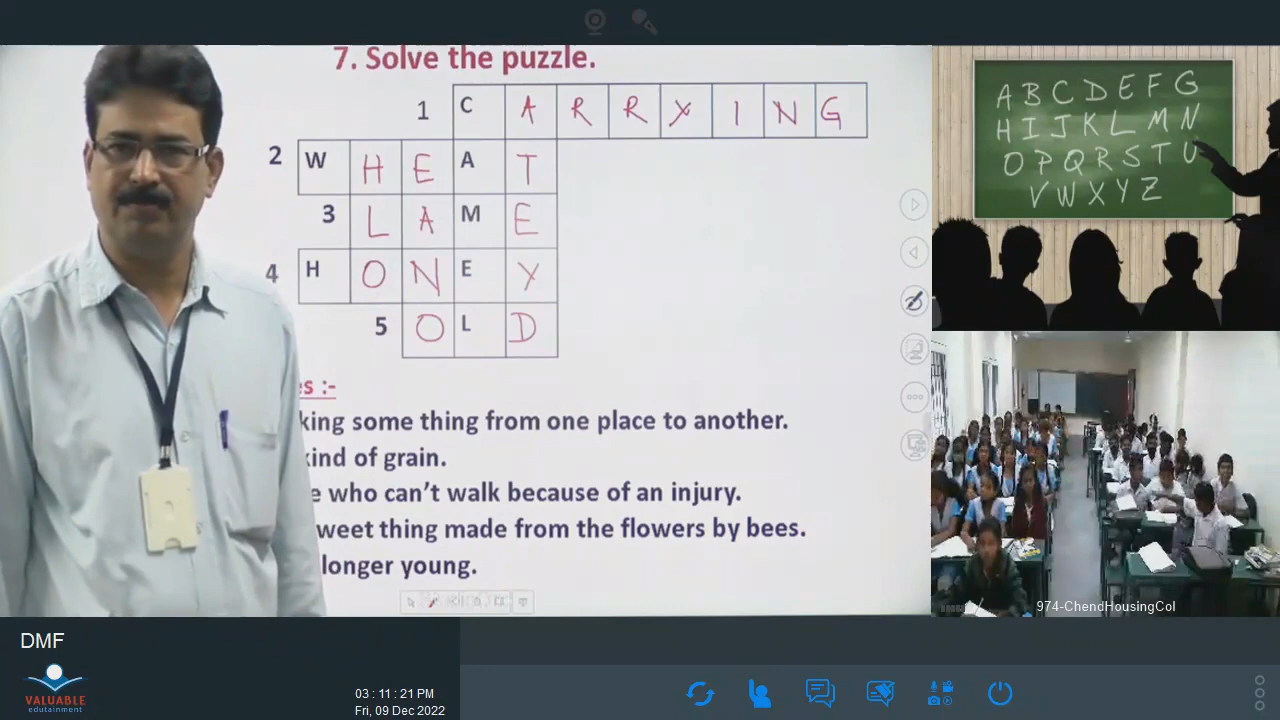 7. Solve the puzzle.
1 C A R R Y I N G
2 W H E A T
3 L A M E
4 H O N E Y
5 O L D
es :-
king some thing from one place to another.
kind of grain.
e who can't walk because of an injury.
weet thing made from the flowers by bees.
longer young.
A B C D E F G
H I J K L M N
O P Q R S T U
V W X Y Z
974-ChendHousingCol
DMF
VALUABLE
edutainment
03 : 11 : 21 PM
Fri, 09 Dec 2022